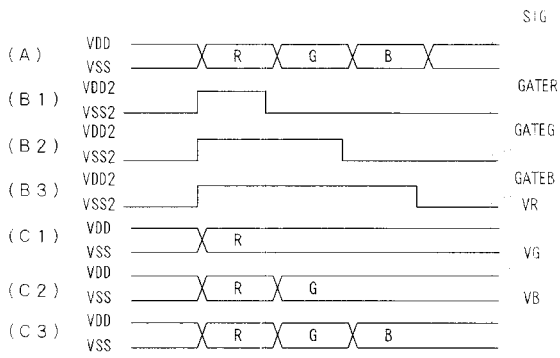 SIG
(A) VDD VSS R G B
(B1) VDD2 VSS2 GATER
(B2) VDD2 VSS2 GATEG
(B3) VDD2 VSS2 GATEB
VR
(C1) VDD VSS R
VG
(C2) VDD VSS R G
VB
(C3) VDD VSS R G B